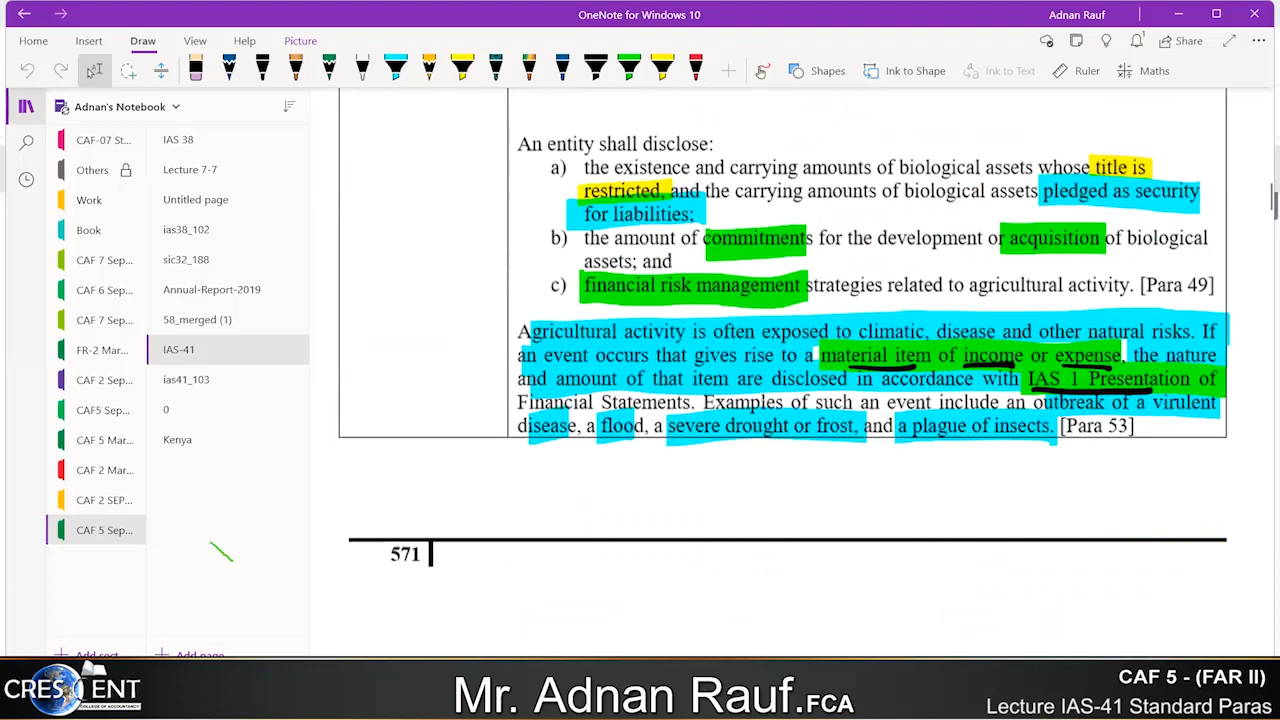 OneNote for Windows 10
Adnan Rauf
Home Insert Draw View Help Picture
Share
Shapes
Ink to Shape
Ink to Text
Ruler
Maths
Adnan's Notebook
CAF-07 St...
Others
Work
Book
CAF 7 Sep...
CAF 6 Sep...
CAF 7 Sep...
FR-2 Mar...
CAF 2 Sep...
CAF5 Sep...
CAF 5 Mar...
CAF 2 Mar...
CAF 2 SEP...
CAF 5 Sep...
Add sect
IAS 38
Lecture 7-7
Untitled page
ias38_102
sic32_188
Annual-Report-2019
58_merged (1)
IAS-41
ias41_103
0
Kenya
Add page
An entity shall disclose:
a) the existence and carrying amounts of biological assets whose title is
restricted, and the carrying amounts of biological assets pledged as security
for liabilities;
b) the amount of commitments for the development or acquisition of biological
assets; and
c) financial risk management strategies related to agricultural activity. [Para 49]
Agricultural activity is often exposed to climatic, disease and other natural risks. If
an event occurs that gives rise to a material item of income or expense, the nature
and amount of that item are disclosed in accordance with IAS 1 Presentation of
Financial Statements. Examples of such an event include an outbreak of a virulent
disease, a flood, a severe drought or frost, and a plague of insects. [Para 53]
571
CRESCENT
COLLEGE OF ACCOUNTANCY
Mr. Adnan Rauf.FCA
CAF 5 - (FAR II)
Lecture IAS-41 Standard Paras